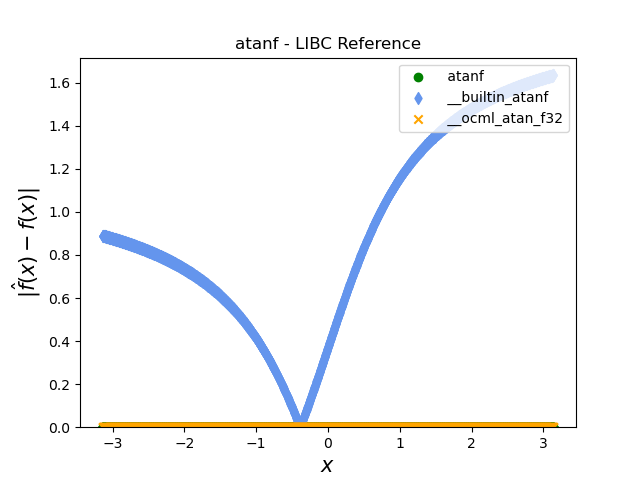 atanf - LIBC Reference
atanf
__builtin_atanf
__ocml_atan_f32
1.6
1.4
1.2
1.0
0.8
0.6
0.4
0.2
0.0
|f̂(x) − f(x)|
−3 −2 −1 0 1 2 3
x